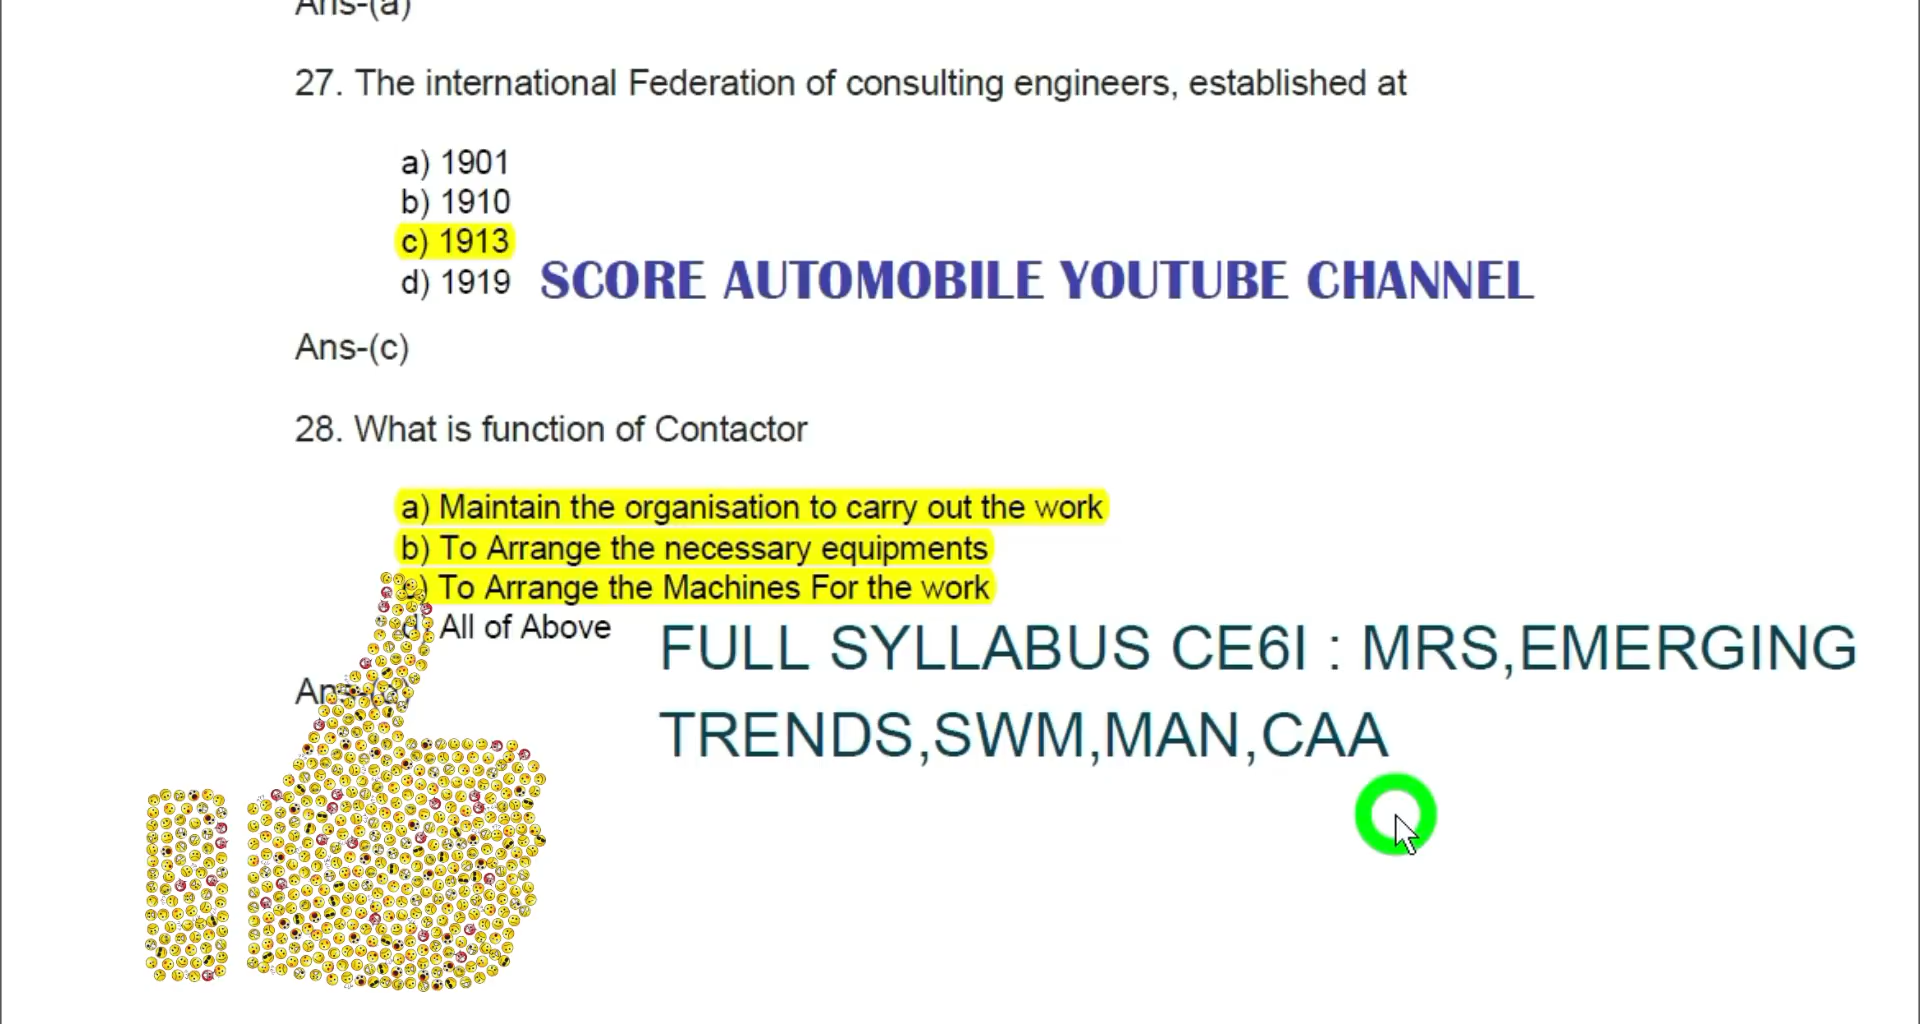 Ans-(a)
27. The international Federation of consulting engineers, established at
a) 1901
b) 1910
c) 1913
d) 1919
SCORE AUTOMOBILE YOUTUBE CHANNEL
Ans-(c)
28. What is function of Contactor
a) Maintain the organisation to carry out the work
b) To Arrange the necessary equipments
c) To Arrange the Machines For the work
d) All of Above
FULL SYLLABUS CE6I : MRS,EMERGING
TRENDS,SWM,MAN,CAA